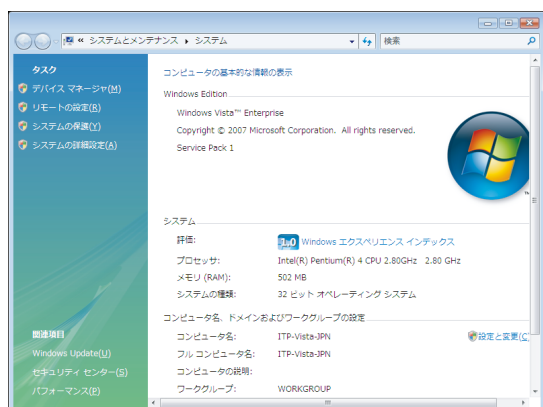 « システムとメンテナンス ▸ システム
検索
タスク
デバイス マネージャ(M)
リモートの設定(R)
システムの保護(Y)
システムの詳細設定(A)
関連項目
Windows Update(U)
セキュリティ センター(S)
パフォーマンス(P)
コンピュータの基本的な情報の表示
Windows Edition
Windows Vista™ Enterprise
Copyright © 2007 Microsoft Corporation. All rights reserved.
Service Pack 1
システム
評価: 1.0 Windows エクスペリエンス インデックス
プロセッサ: Intel(R) Pentium(R) 4 CPU 2.80GHz 2.80 GHz
メモリ (RAM): 502 MB
システムの種類: 32 ビット オペレーティング システム
コンピュータ名、ドメインおよびワークグループの設定
コンピュータ名: ITP-Vista-JPN 設定と変更(C
フル コンピュータ名: ITP-Vista-JPN
コンピュータの説明:
ワークグループ: WORKGROUP